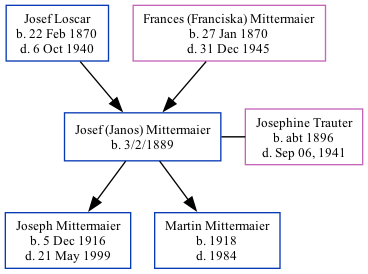 Josef Loscar
b. 22 Feb 1870
d. 6 Oct 1940
Frances (Franciska) Mittermaier
b. 27 Jan 1870
d. 31 Dec 1945
Josef (Janos) Mittermaier
b. 3/2/1889
Josephine Trauter
b. abt 1896
d. Sep 06, 1941
Joseph Mittermaier
b. 5 Dec 1916
d. 21 May 1999
Martin Mittermaier
b. 1918
d. 1984